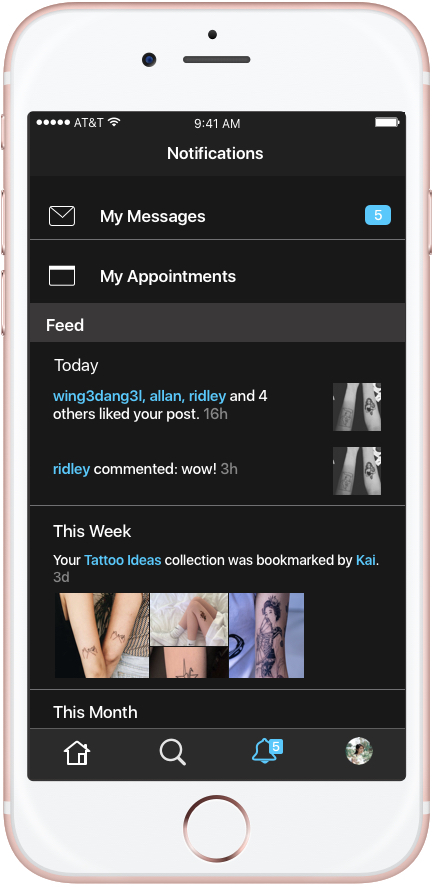 AT&T 9:41 AM
Notifications
My Messages 5
My Appointments
Feed
Today
wing3dang3l, allan, ridley and 4
others liked your post. 16h
ridley commented: wow! 3h
This Week
Your Tattoo Ideas collection was bookmarked by Kai.
3d
This Month
5